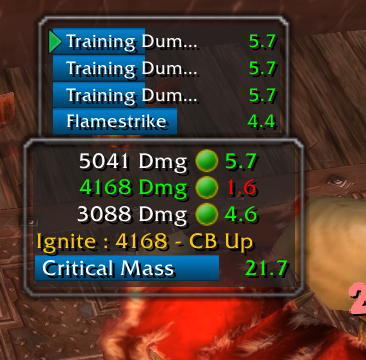 Training Dum... 5.7
Training Dum... 5.7
Training Dum... 5.7
Flamestrike 4.4
5041 Dmg 5.7
4168 Dmg 1.6
3088 Dmg 4.6
Ignite : 4168 - CB Up
Critical Mass 21.7
2